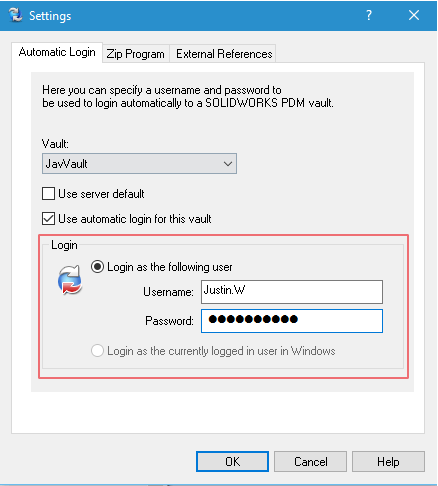 Settings
?
Automatic Login Zip Program External References
Here you can specify a username and password to
be used to login automatically to a SOLIDWORKS PDM vault.
Vault:
JavVault
Use server default
Use automatic login for this vault
Login
Login as the following user
Username: Justin.W
Password: ●●●●●●●●●●
Login as the currently logged in user in Windows
OK Cancel Help